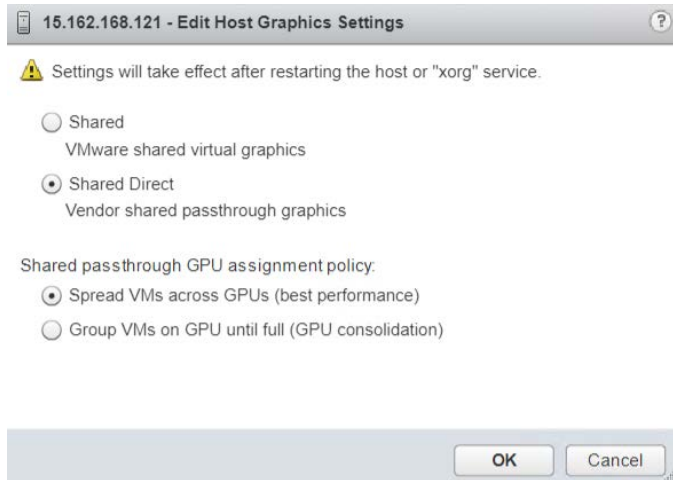 15.162.168.121 - Edit Host Graphics Settings
?
Settings will take effect after restarting the host or "xorg" service.
Shared
VMware shared virtual graphics
Shared Direct
Vendor shared passthrough graphics
Shared passthrough GPU assignment policy:
Spread VMs across GPUs (best performance)
Group VMs on GPU until full (GPU consolidation)
OK
Cancel